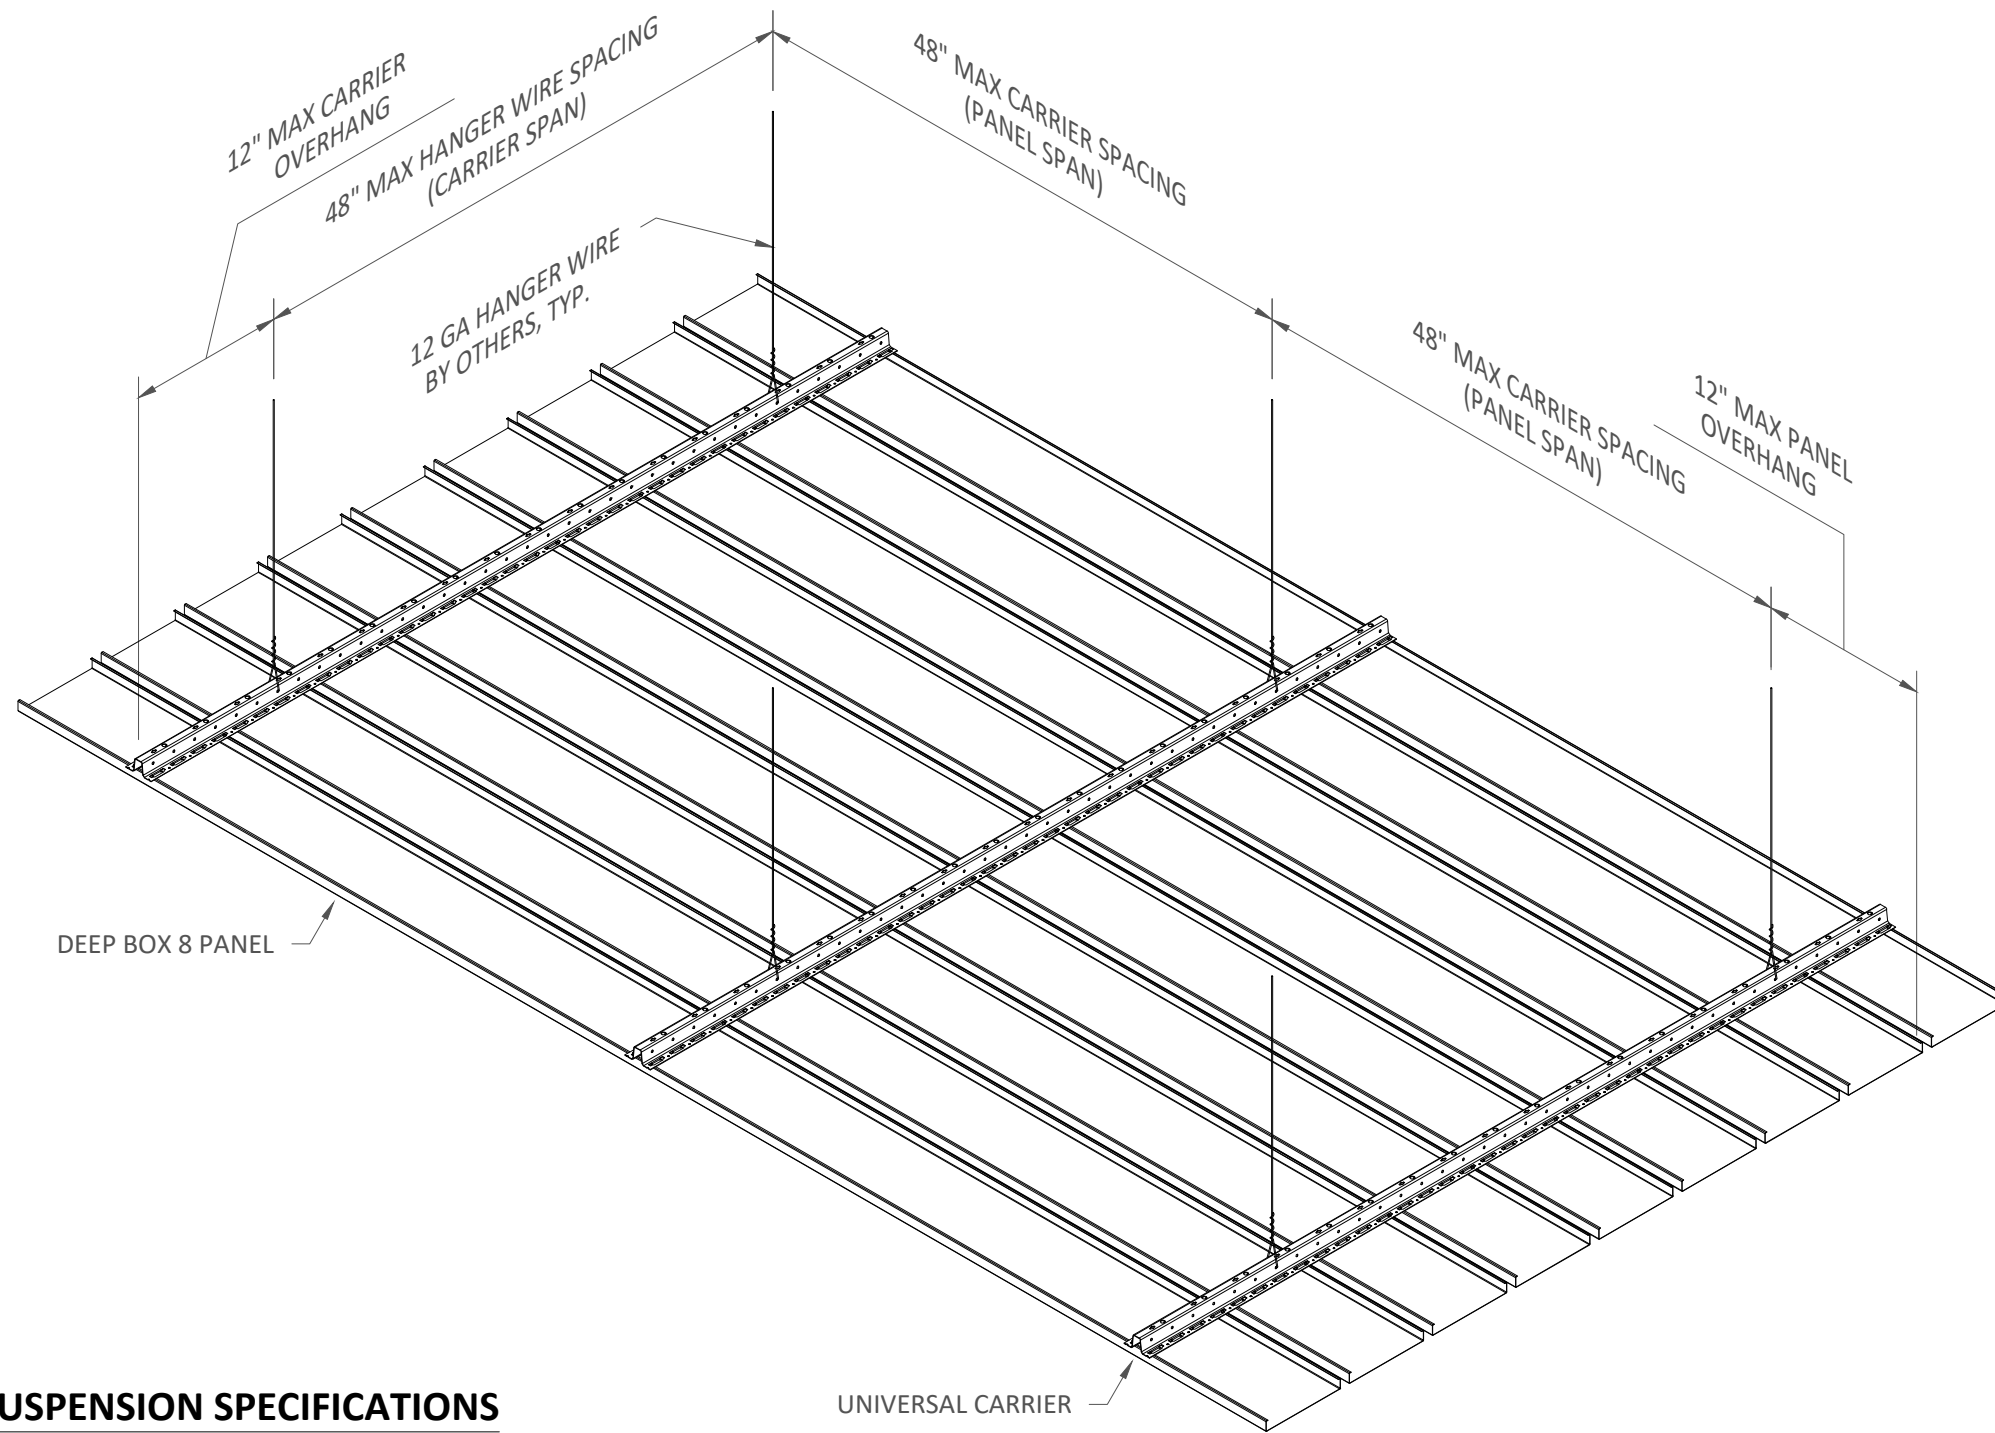 12" MAX CARRIER
OVERHANG
48" MAX HANGER WIRE SPACING
(CARRIER SPAN)
48" MAX CARRIER SPACING
(PANEL SPAN)
12 GA HANGER WIRE
BY OTHERS, TYP.
48" MAX CARRIER SPACING
(PANEL SPAN)
12" MAX PANEL
OVERHANG
DEEP BOX 8 PANEL
UNIVERSAL CARRIER
USPENSION SPECIFICATIONS